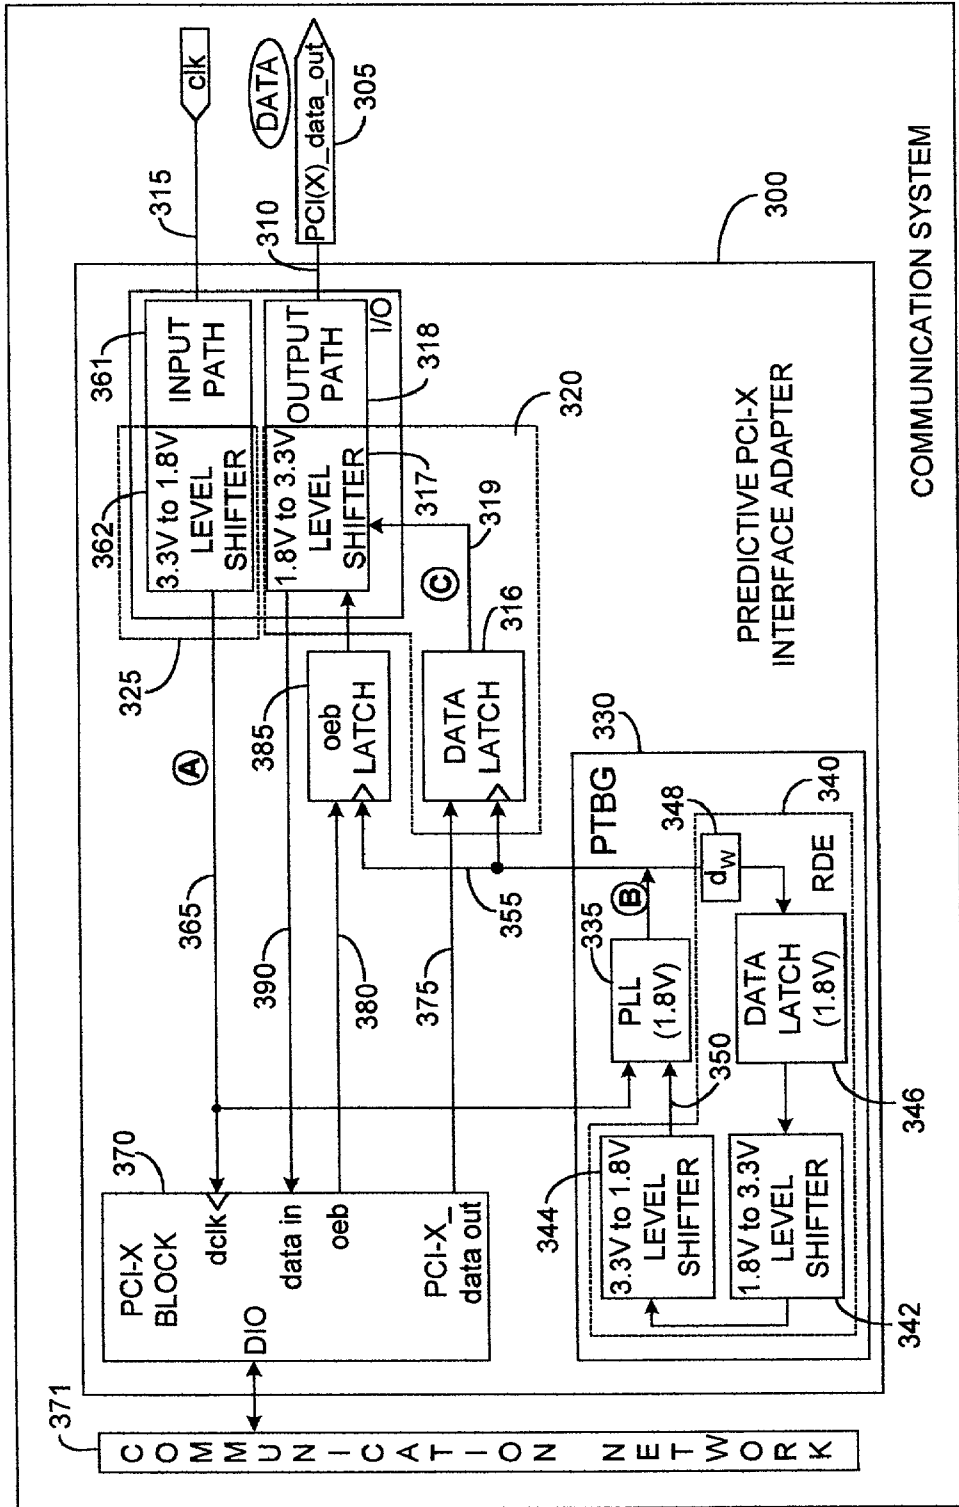 371
COMMUNICATION NETWORK
370
PCI-X
BLOCK
dclk
DIO
data in
oeb
PCI-X_
data out
365
390
380
375
355
A
325
362
361
3.3V to 1.8V
LEVEL
SHIFTER
INPUT
PATH
315
clk
385
oeb
LATCH
1.8V to 3.3V
LEVEL
SHIFTER
OUTPUT
PATH
I/O
310
DATA
PCI(X)_data_out
305
C
DATA
LATCH
316
319
317
318
320
300
344
3.3V to 1.8V
LEVEL
SHIFTER
350
335
PLL
(1.8V)
B
PTBG
330
348
dw
340
RDE
1.8V to 3.3V
LEVEL
SHIFTER
342
DATA
LATCH
(1.8V)
346
PREDICTIVE PCI-X
INTERFACE ADAPTER
COMMUNICATION SYSTEM